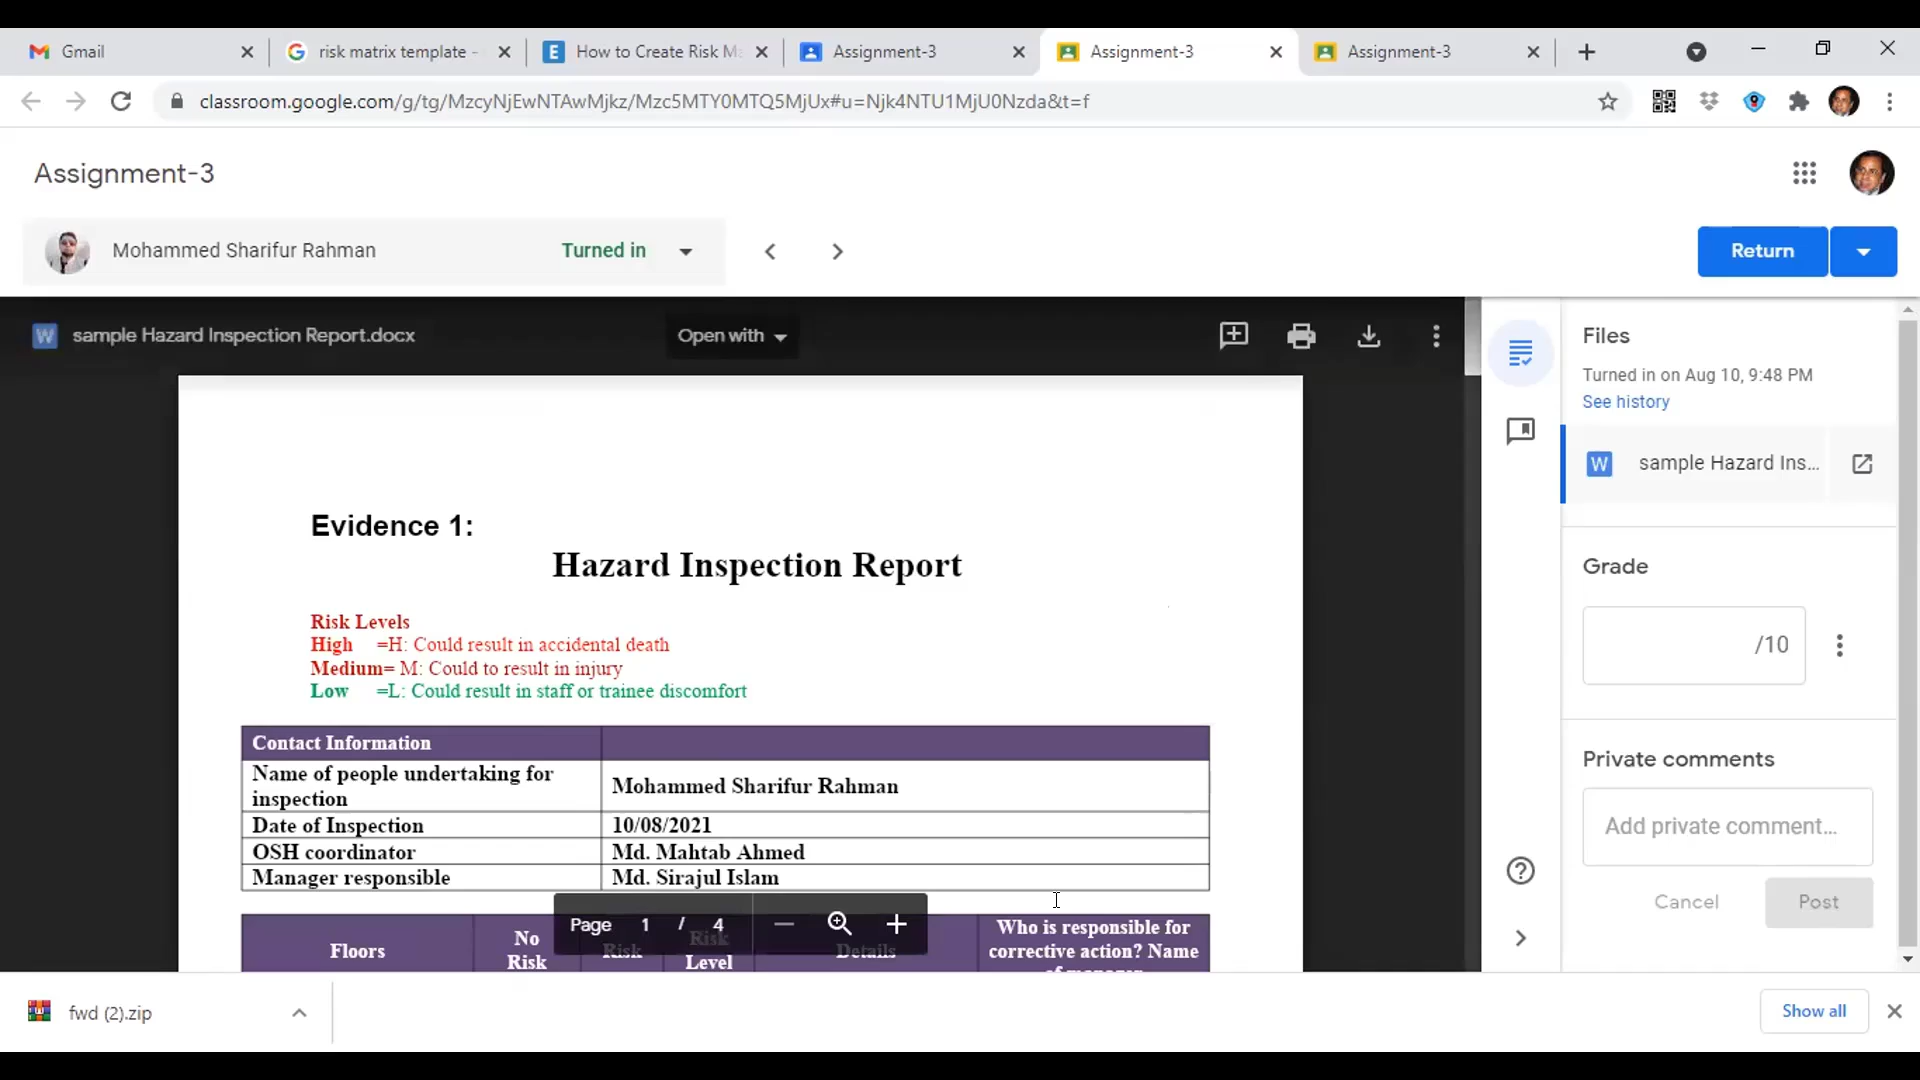 Gmail
risk matrix template -
How to Create Risk Ma
Assignment-3
Assignment-3
Assignment-3
classroom.google.com/g/tg/MzcyNjEwNTAwMjkz/Mzc5MTY0MTQ5MjUx#u=Njk4NTU1MjU0Nzda&t=f
Assignment-3
Mohammed Sharifur Rahman
Turned in
Return
W sample Hazard Inspection Report.docx
Open with
Files
Turned in on Aug 10, 9:48 PM
See history
W sample Hazard Ins...
Grade
/10
Private comments
Add private comment...
Cancel
Post
Evidence 1:
Hazard Inspection Report
Risk Levels
High =H: Could result in accidental death
Medium= M: Could to result in injury
Low =L: Could result in staff or trainee discomfort
Contact Information
Name of people undertaking for
inspection
Mohammed Sharifur Rahman
Date of Inspection
10/08/2021
OSH coordinator
Md. Mahtab Ahmed
Manager responsible
Md. Sirajul Islam
Page 1 / 4
Floors
No
Risk
Risk
Risk
Level
Details
Who is responsible for
corrective action? Name
of manager
fwd (2).zip
Show all